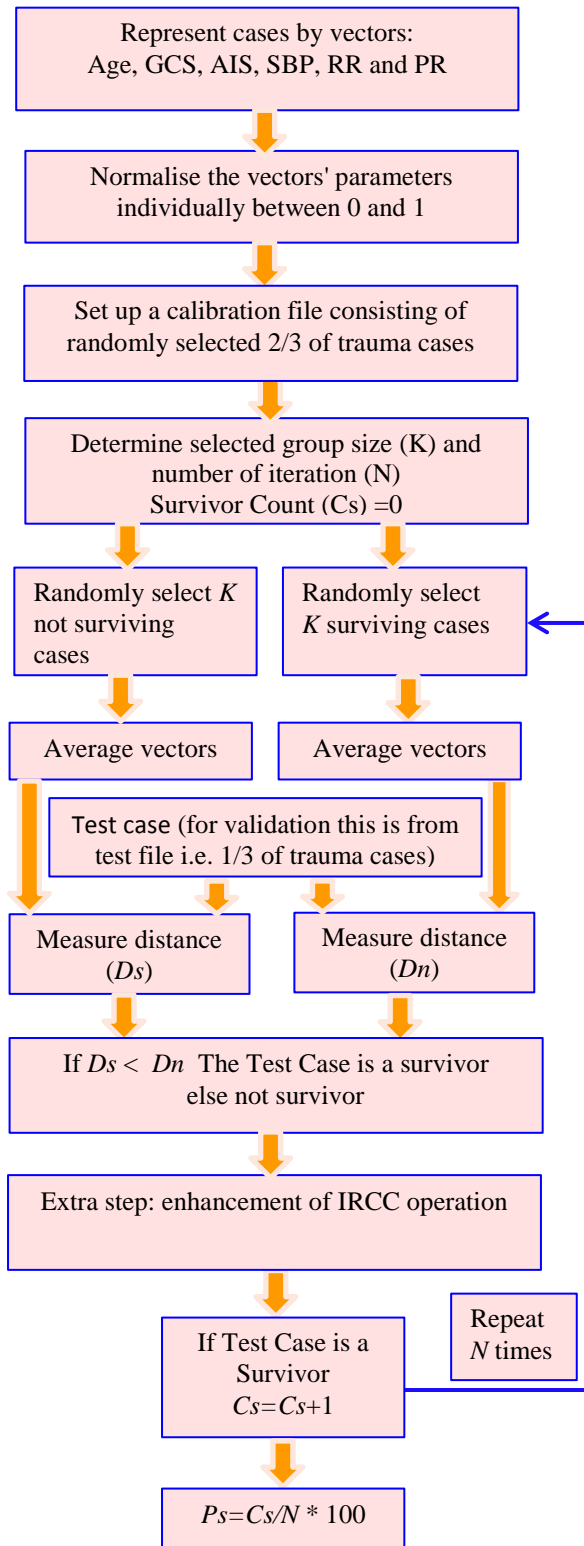 Represent cases by vectors:
Age, GCS, AIS, SBP, RR and PR
Normalise the vectors' parameters
individually between 0 and 1
Set up a calibration file consisting of
randomly selected 2/3 of trauma cases
Determine selected group size (K) and
number of iteration (N)
Survivor Count (Cs) =0
Randomly select K
not surviving
cases
Randomly select
K surviving cases
Average vectors
Average vectors
Test case (for validation this is from
test file i.e. 1/3 of trauma cases)
Measure distance
(Ds)
Measure distance
(Dn)
If Ds < Dn The Test Case is a survivor
else not survivor
Extra step: enhancement of IRCC operation
If Test Case is a
Survivor
Cs=Cs+1
Repeat
N times
Ps=Cs/N * 100